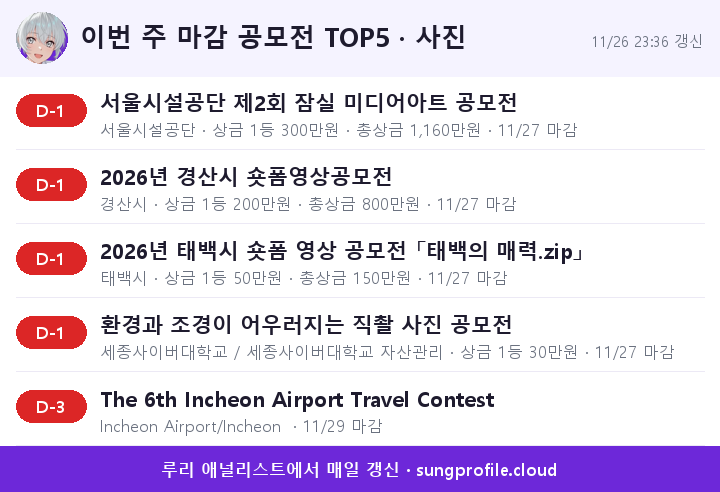 이번 주 마감 공모전 TOP5 · 사진
11/26 23:36 갱신
D-1
서울시설공단 제2회 잠실 미디어아트 공모전
서울시설공단 · 상금 1등 300만원 · 총상금 1,160만원 · 11/27 마감
D-1
2026년 경산시 숏폼영상공모전
경산시 · 상금 1등 200만원 · 총상금 800만원 · 11/27 마감
D-1
2026년 태백시 숏폼 영상 공모전 「태백의 매력.zip」
태백시 · 상금 1등 50만원 · 총상금 150만원 · 11/27 마감
D-1
환경과 조경이 어우러지는 직촬 사진 공모전
세종사이버대학교 / 세종사이버대학교 자산관리 · 상금 1등 30만원 · 11/27 마감
D-3
The 6th Incheon Airport Travel Contest
Incheon Airport/Incheon · 11/29 마감
루리 애널리스트에서 매일 갱신 · sungprofile.cloud